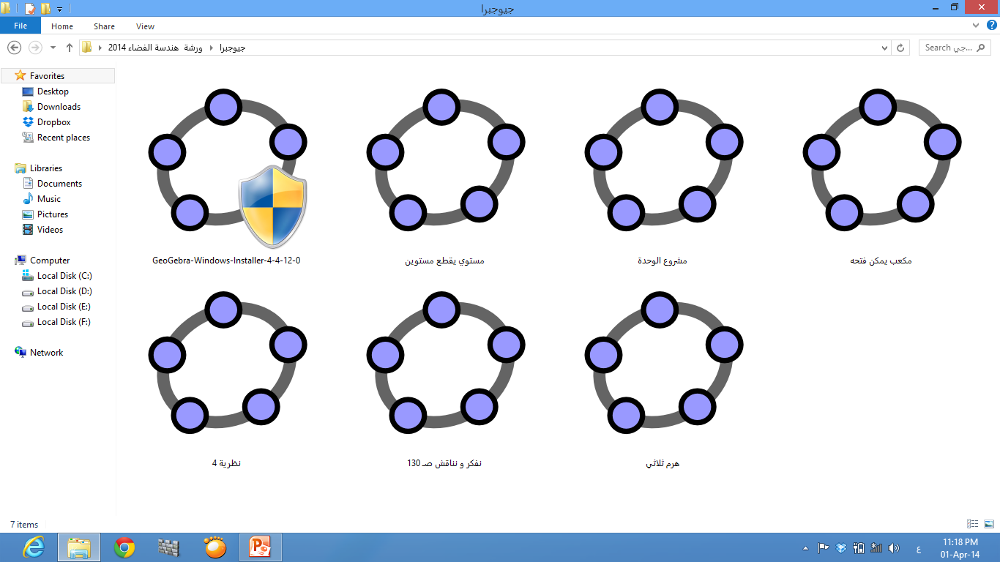 جيوجبرا
File Home Share View
ورشة هندسة الفضاء 2014 جيوجبرا
Search جي...
Favorites
Desktop
Downloads
Dropbox
Recent places
Libraries
Documents
Music
Pictures
Videos
Computer
Local Disk (C:)
Local Disk (D:)
Local Disk (E:)
Local Disk (F:)
Network
GeoGebra-Windows-Installer-4-4-12-0
مستوي يقطع مستوين
مشروع الوحدة
مكعب يمكن فتحه
نظرية 4
نفكر و نناقش صـ 130
هرم ثلاثي
7 items
ع
11:18 PM
01-Apr-14